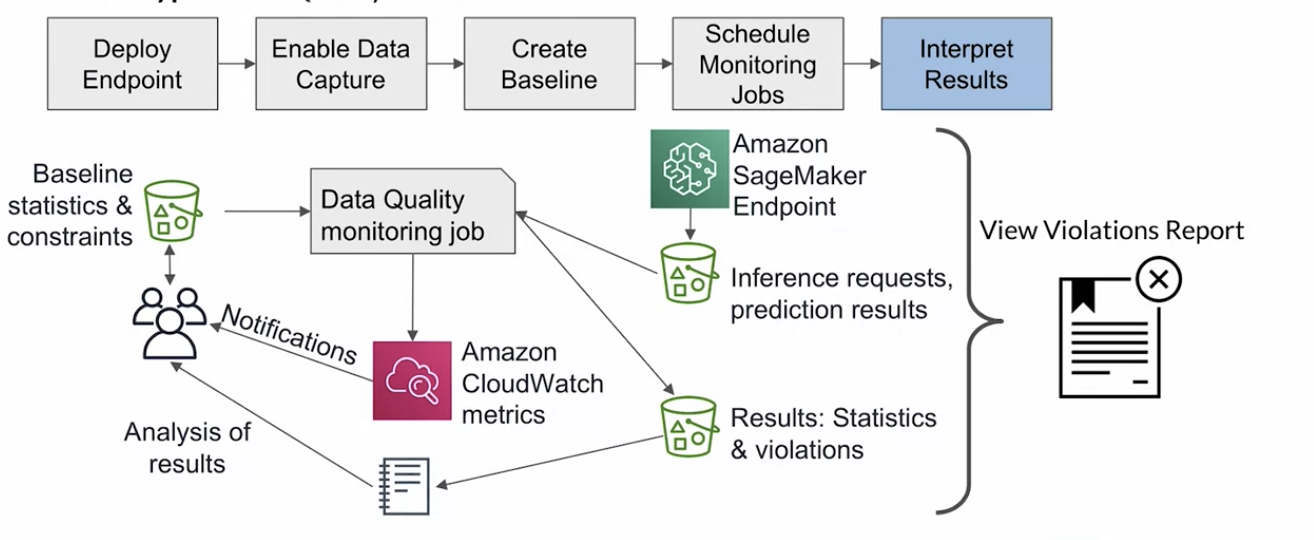 Deploy
Endpoint
Enable Data
Capture
Create
Baseline
Schedule
Monitoring
Jobs
Interpret
Results
Baseline
statistics &
constraints
Data Quality
monitoring job
Amazon
SageMaker
Endpoint
View Violations Report
Inference requests,
prediction results
Notifications
Amazon
CloudWatch
metrics
Analysis of
results
Results: Statistics
& violations